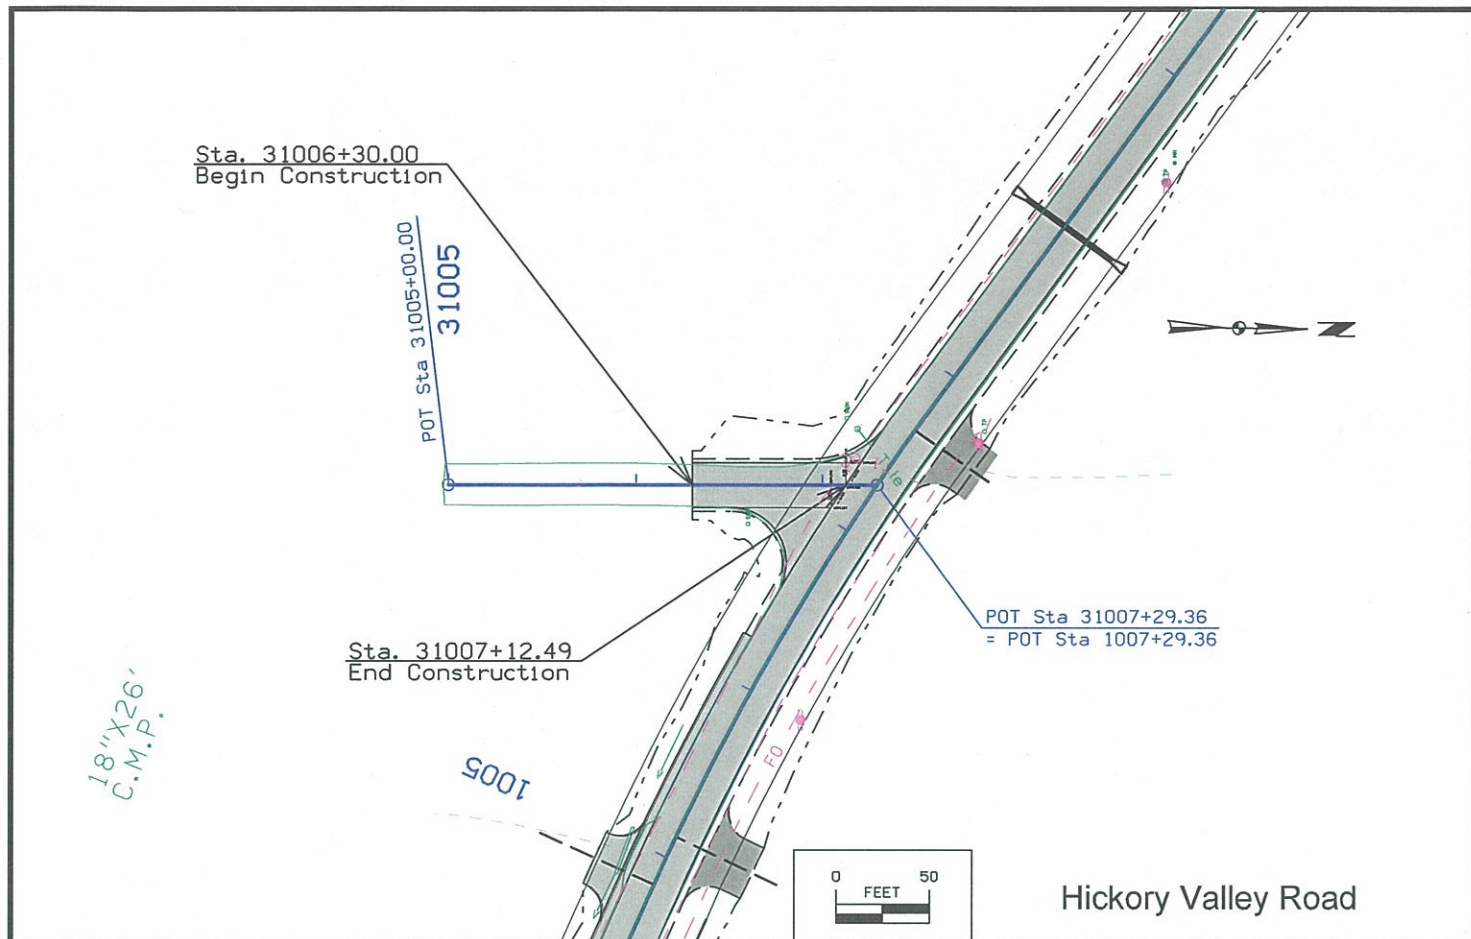 Sta. 31006+30.00
Begin Construction
POT Sta 31005+00.00
31005
N
Tie
POT Sta 31007+29.36
= POT Sta 1007+29.36
Sta. 31007+12.49
End Construction
18"X26'
C.M.P.
1005
FO
0 50
FEET
Hickory Valley Road